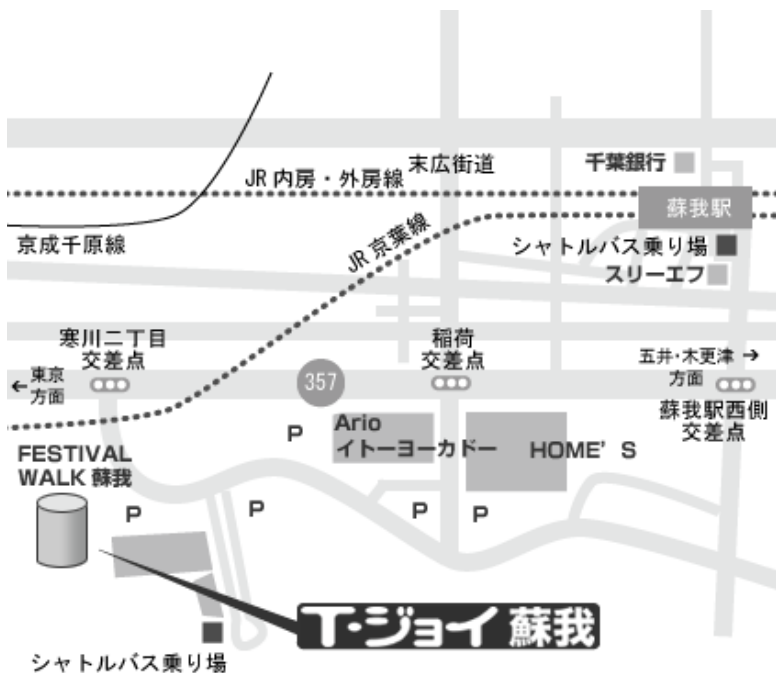 末広街道
千葉銀行
JR 内房・外房線
蘇我駅
京成千原線
JR 京葉線
シャトルバス乗り場
スリーエフ
寒川二丁目
交差点
稲荷
交差点
五井・木更津 →
方面
← 東京
方面
357
蘇我駅西側
交差点
Ario
イトーヨーカドー
HOME'S
P
FESTIVAL
WALK 蘇我
P
P
P
P
T・ジョイ 蘇我
シャトルバス乗り場